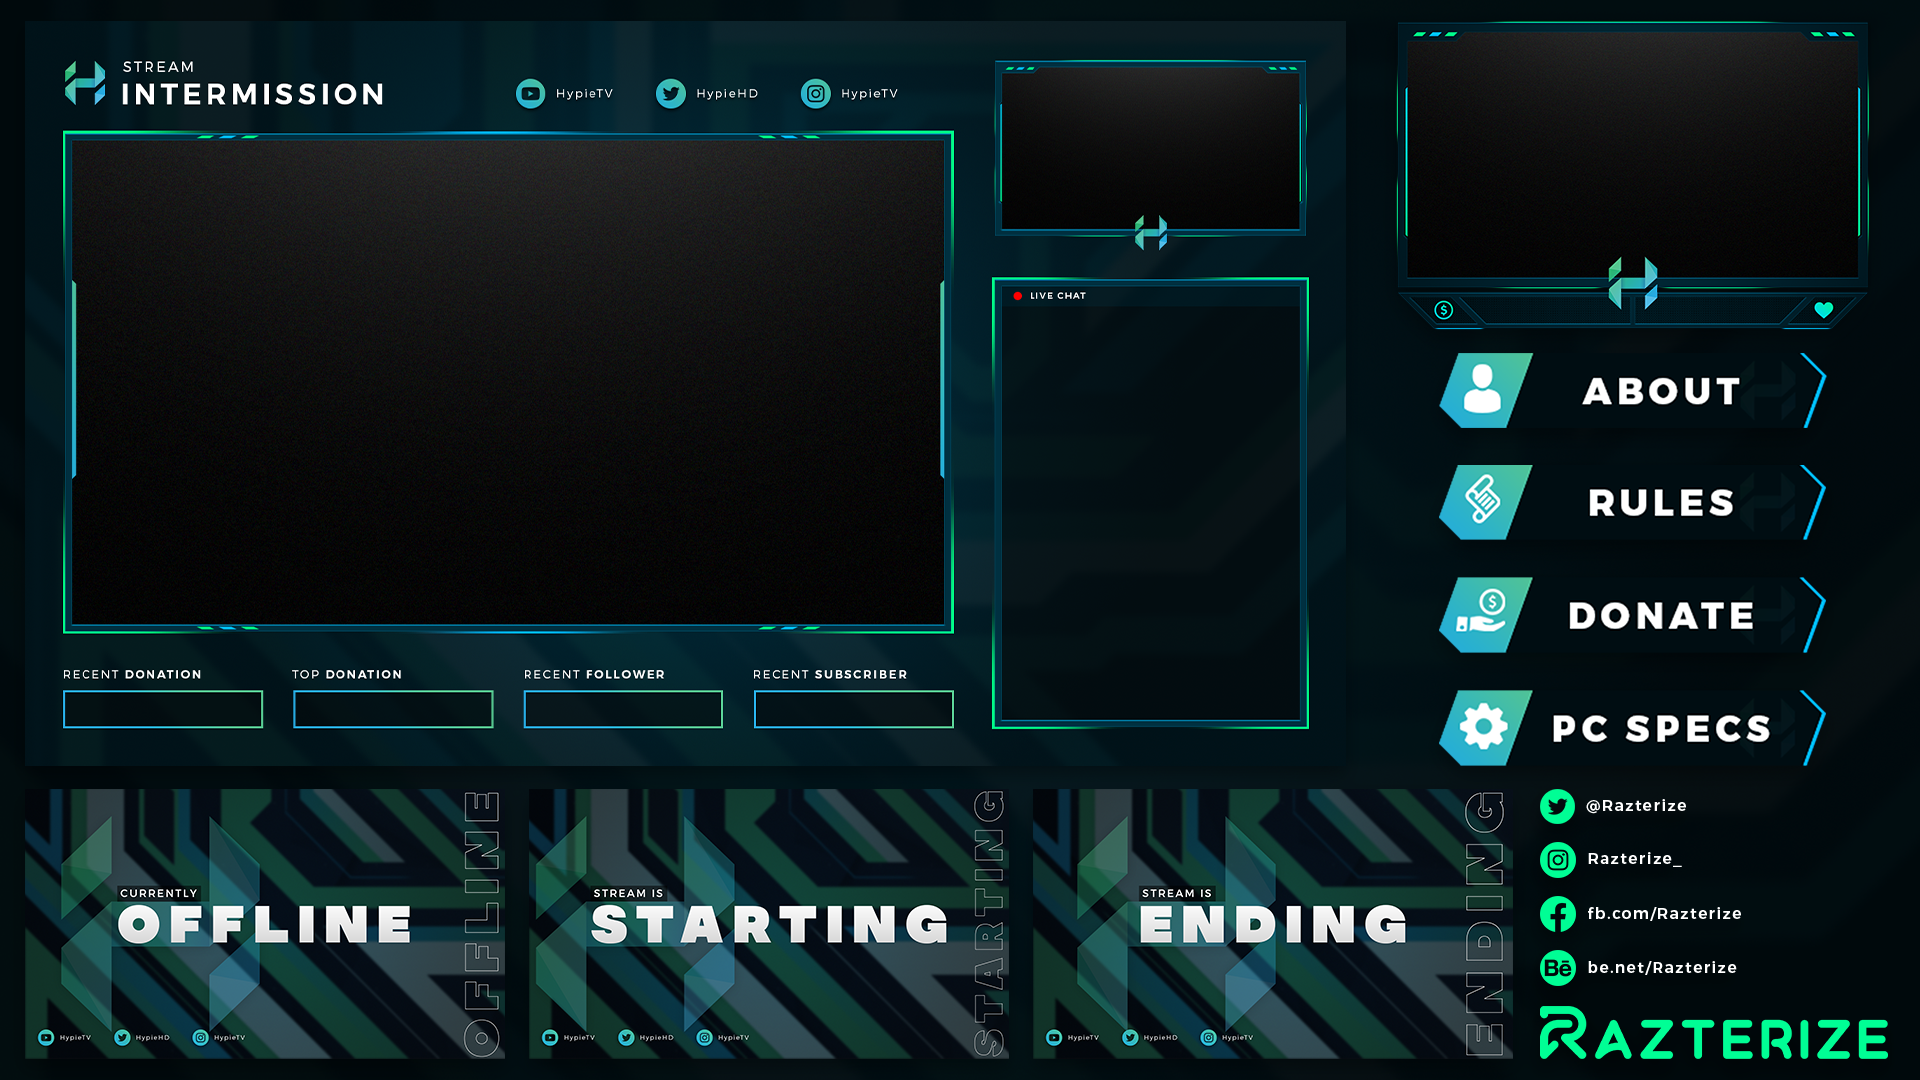 STREAM
INTERMISSION
HypieTV
HypieHD
HypieTV
LIVE CHAT
RECENT DONATION
TOP DONATION
RECENT FOLLOWER
RECENT SUBSCRIBER
ABOUT
RULES
DONATE
PC SPECS
CURRENTLY
OFFLINE
OFFLINE
HypieTV
HypieHD
HypieTV
STREAM IS
STARTING
STARTING
HypieTV
HypieHD
HypieTV
STREAM IS
ENDING
ENDING
HypieTV
HypieHD
HypieTV
@Razterize
Razterize_
fb.com/Razterize
Bē
be.net/Razterize
RAZTERIZE